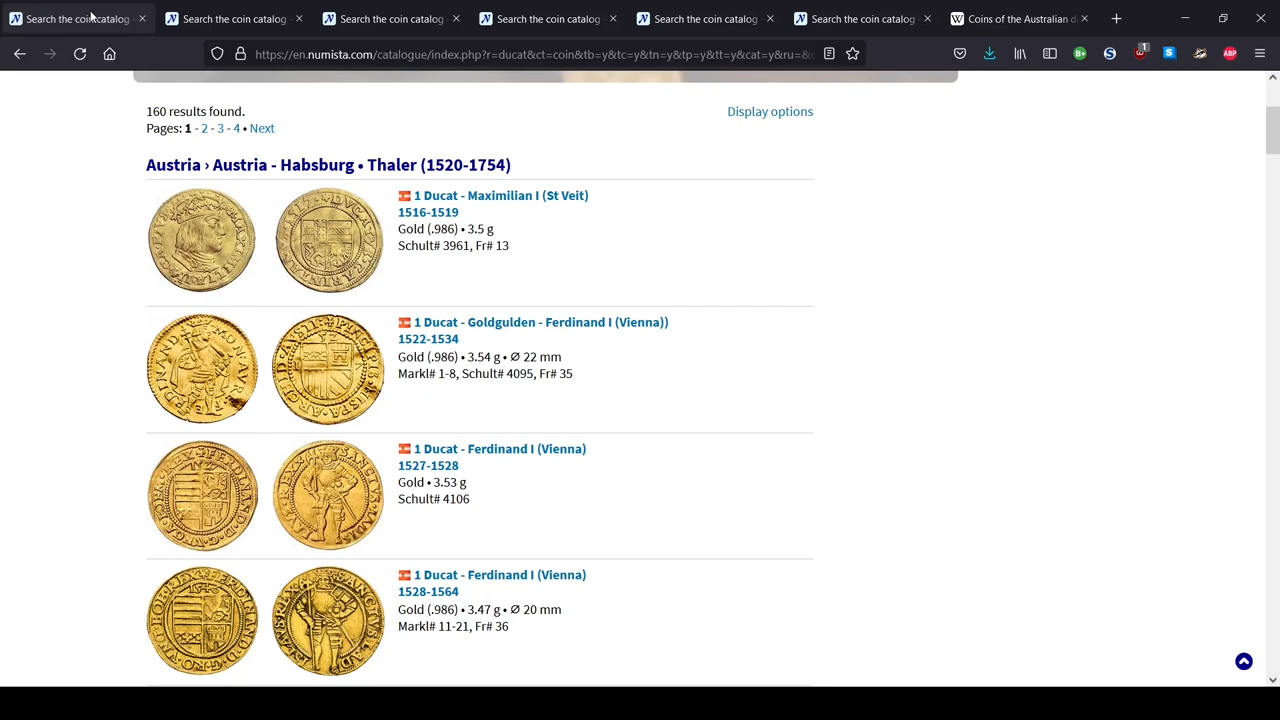 Search the coin catalog -
Search the coin catalog -
Search the coin catalog -
Search the coin catalog -
Search the coin catalog -
Search the coin catalog -
Coins of the Australian d
https://en.numista.com/catalogue/index.php?r=ducat&ct=coin&tb=y&tc=y&tn=y&tp=y&tt=y&cat=y&ru=&
160 results found.
Display options
Pages: 1 - 2 - 3 - 4 • Next
Austria › Austria - Habsburg • Thaler (1520-1754)
1 Ducat - Maximilian I (St Veit)
1516-1519
Gold (.986) • 3.5 g
Schult# 3961, Fr# 13
1 Ducat - Goldgulden - Ferdinand I (Vienna))
1522-1534
Gold (.986) • 3.54 g • Ø 22 mm
Markl# 1-8, Schult# 4095, Fr# 35
1 Ducat - Ferdinand I (Vienna)
1527-1528
Gold • 3.53 g
Schult# 4106
1 Ducat - Ferdinand I (Vienna)
1528-1564
Gold (.986) • 3.47 g • Ø 20 mm
Markl# 11-21, Fr# 36